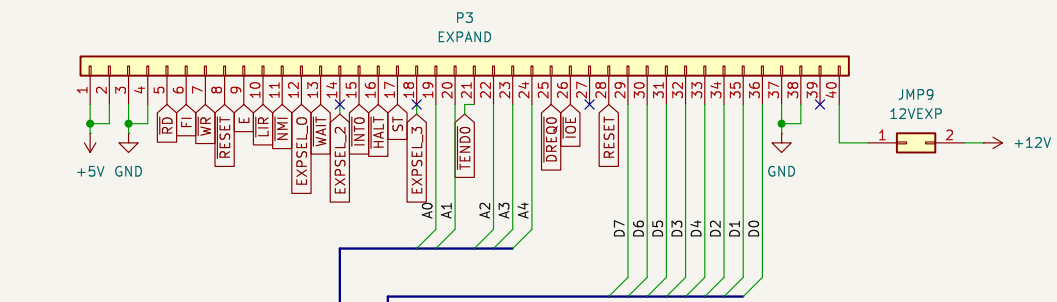 P3
EXPAND
1 2 3 4 5 6 7 8 9 10 11 12 13 14 15 16 17 18 19 20 21 22 23 24 25 26 27 28 29 30 31 32 33 34 35 36 37 38 39 40
JMP9
12VEXP
1 2
+12V
+5V GND
RD FI WR RESET E LIR NMI EXPSEL_0 WAIT EXPSEL_2 INT0 HALT ST EXPSEL_3 TEND0 DREQ0 IOE RESET
GND
A0 A1 A2 A3 A4
D7 D6 D5 D3 D4 D2 D1 D0